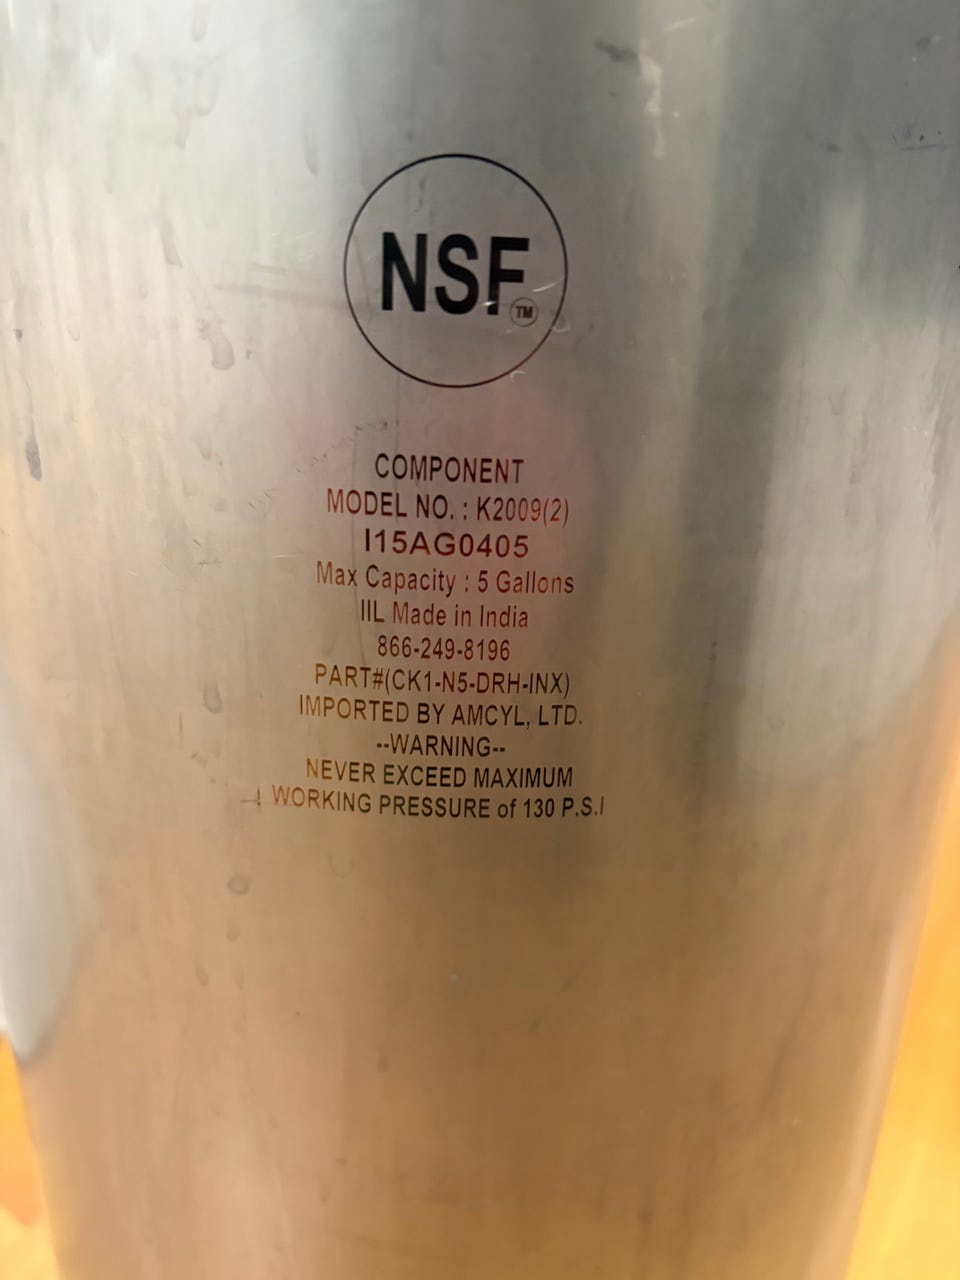 NSF
TM
COMPONENT
MODEL NO. : K2009(2)
I15AG0405
Max Capacity : 5 Gallons
IIL Made in India
866-249-8196
PART#(CK1-N5-DRH-INX)
IMPORTED BY AMCYL, LTD.
--WARNING--
NEVER EXCEED MAXIMUM
WORKING PRESSURE of 130 P.S.I